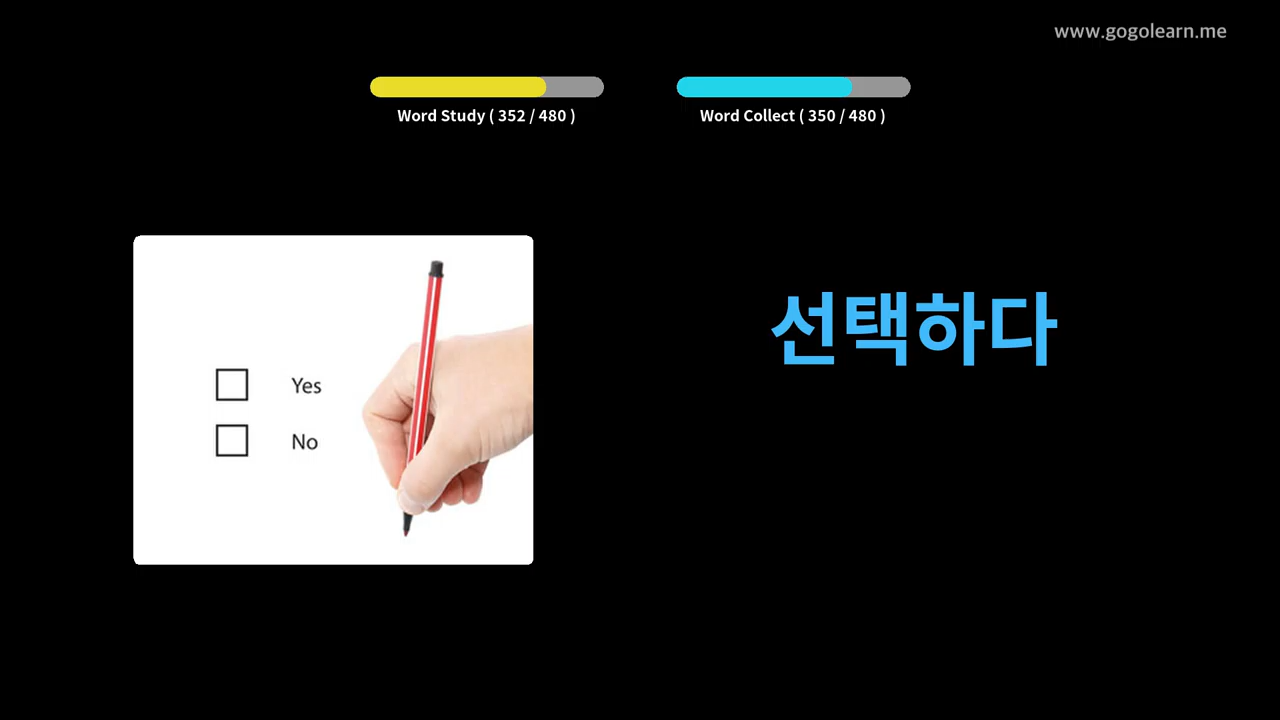 www.gogolearn.me
Word Study ( 352 / 480 )
Word Collect ( 350 / 480 )
선택하다
Yes
No